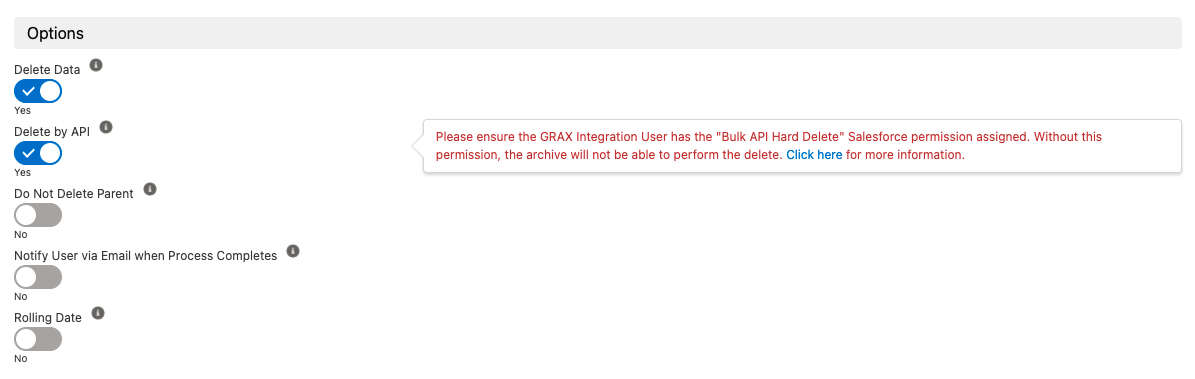 Options
Delete Data
Yes
Delete by API
Please ensure the GRAX Integration User has the "Bulk API Hard Delete" Salesforce permission assigned. Without this
permission, the archive will not be able to perform the delete. Click here for more information.
Yes
Do Not Delete Parent
No
Notify User via Email when Process Completes
No
Rolling Date
No